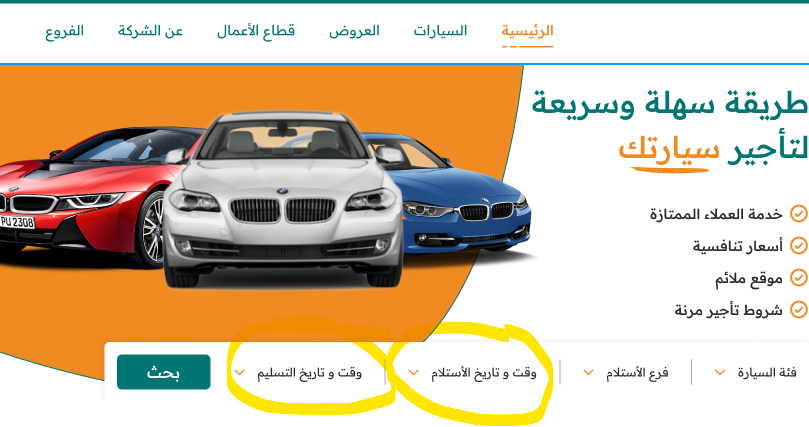 الرئيسية السيارات العروض قطاع الأعمال عن الشركة الفروع
طريقة سهلة وسريعة
لتأجير سيارتك
خدمة العملاء الممتازة
أسعار تنافسية
موقع ملائم
شروط تأجير مرنة
PU 2308
فئة السيارة فرع الأستلام وقت و تاريخ الأستلام وقت و تاريخ التسليم بحث